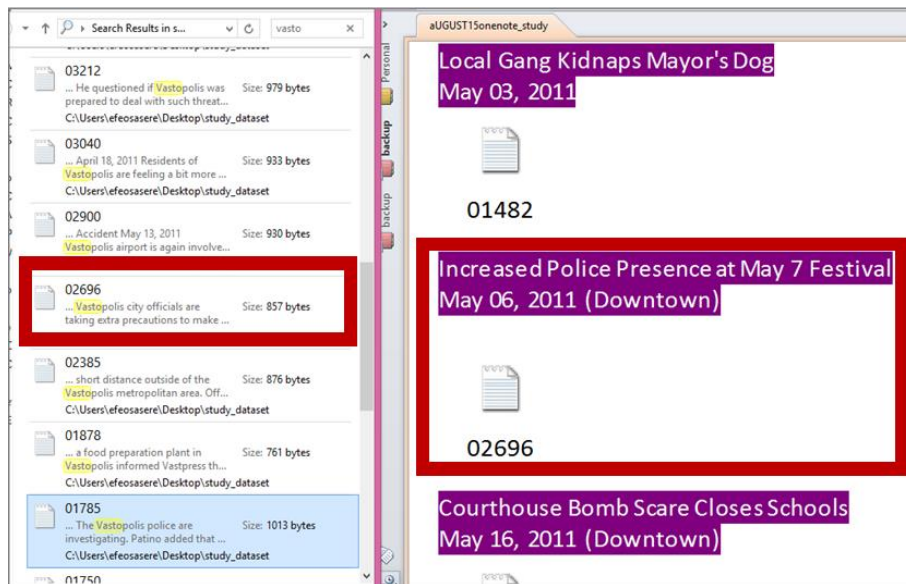 Search Results in s...
vasto
03212
... He questioned if Vastopolis was
Size: 979 bytes
prepared to deal with such threat...
C:\Users\efeosasere\Desktop\study_dataset
03040
... April 18, 2011 Residents of
Size: 933 bytes
Vastopolis are feeling a bit more ...
C:\Users\efeosasere\Desktop\study_dataset
02900
... Accident May 13, 2011
Size: 930 bytes
Vastopolis airport is again involve...
02696
... Vastopolis city officials are
Size: 857 bytes
taking extra precautions to make ...
02385
... short distance outside of the
Size: 876 bytes
Vastopolis metropolitan area. Off...
C:\Users\efeosasere\Desktop\study_dataset
01878
... a food preparation plant in
Size: 761 bytes
Vastopolis informed Vastpress th...
C:\Users\efeosasere\Desktop\study_dataset
01785
... The Vastopolis police are
Size: 1013 bytes
investigating. Patino added that ...
C:\Users\efeosasere\Desktop\study_dataset
01750
Personal
backup
backup
aUGUST15onenote_study
Local Gang Kidnaps Mayor's Dog
May 03, 2011
01482
Increased Police Presence at May 7 Festival
May 06, 2011 (Downtown)
02696
Courthouse Bomb Scare Closes Schools
May 16, 2011 (Downtown)